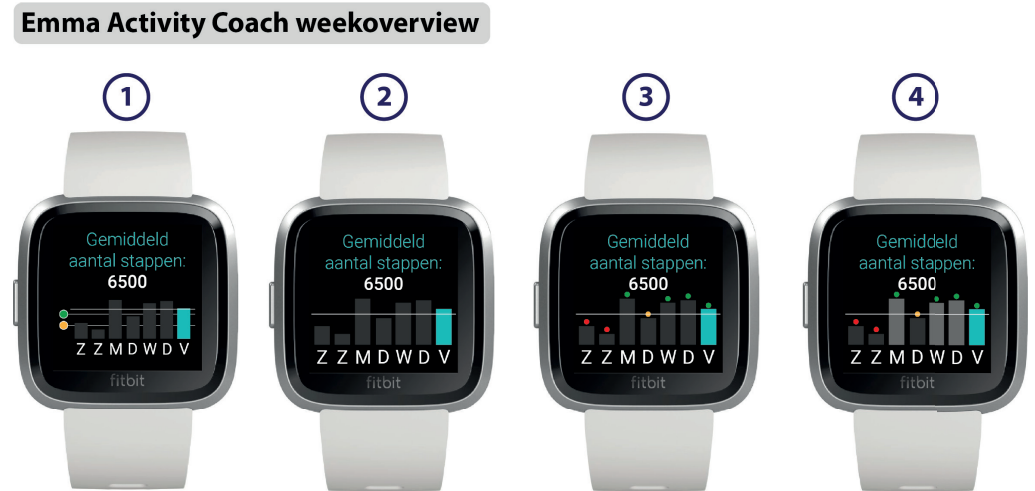 Emma Activity Coach weekoverview
1
2
3
4
Gemiddeld
aantal stappen:
6500
Z Z M D W D V
fitbit
Gemiddeld
aantal stappen:
6500
Z Z M D W D V
fitbit
Gemiddeld
aantal stappen:
6500
Z Z M D W D V
fitbit
Gemiddeld
aantal stappen:
6500
Z Z M D W D V
fitbit